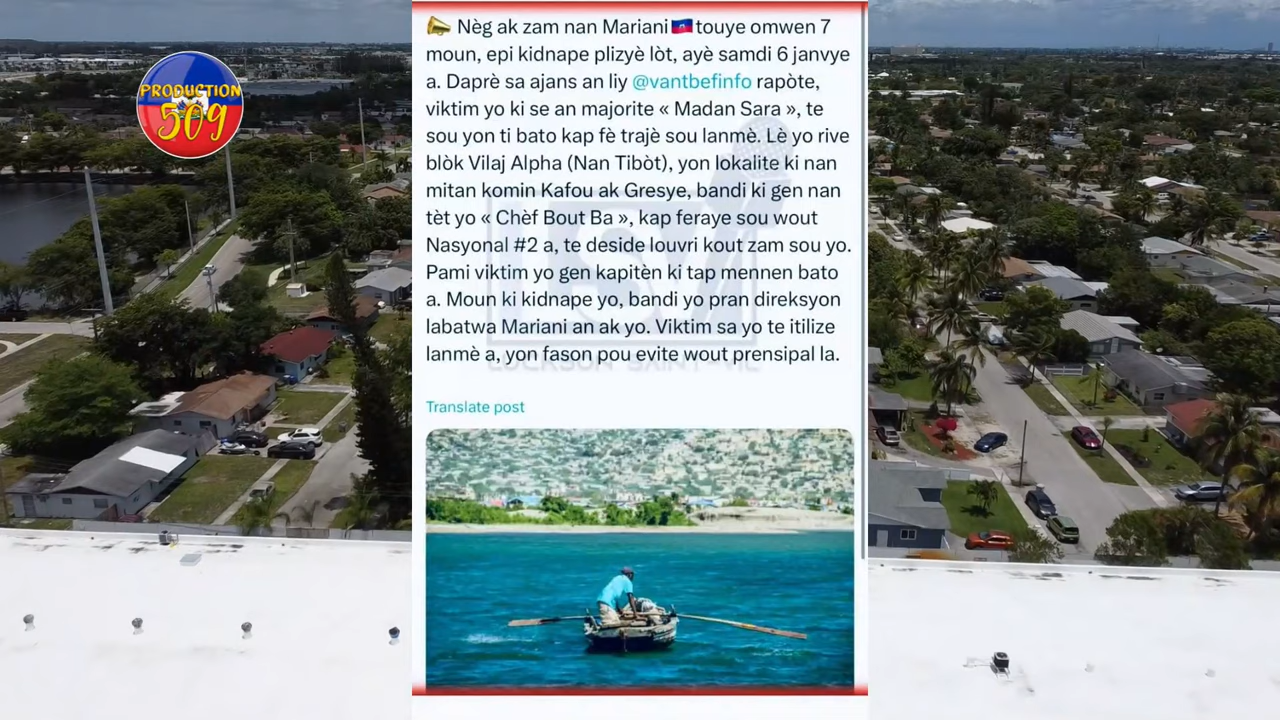 PRODUCTION
509
📣 Nèg ak zam nan Mariani🇭🇹touye omwen 7
moun, epi kidnape plizyè lòt, ayè samdi 6 janvye
a. Daprè sa ajans an liy @vantbefinfo rapòte,
viktim yo ki se an majorite « Madan Sara », te
sou yon ti bato kap fè trajè sou lanmè. Lè yo rive
blòk Vilaj Alpha (Nan Tibòt), yon lokalite ki nan
mitan komin Kafou ak Gresye, bandi ki gen nan
tèt yo « Chèf Bout Ba », kap feraye sou wout
Nasyonal #2 a, te deside louvri kout zam sou yo.
Pami viktim yo gen kapitèn ki tap mennen bato
a. Moun ki kidnape yo, bandi yo pran direksyon
labatwa Mariani an ak yo. Viktim sa yo te itilize
lanmè a, yon fason pou evite wout prensipal la.
LUCKSON SAINT-VIL
Translate post